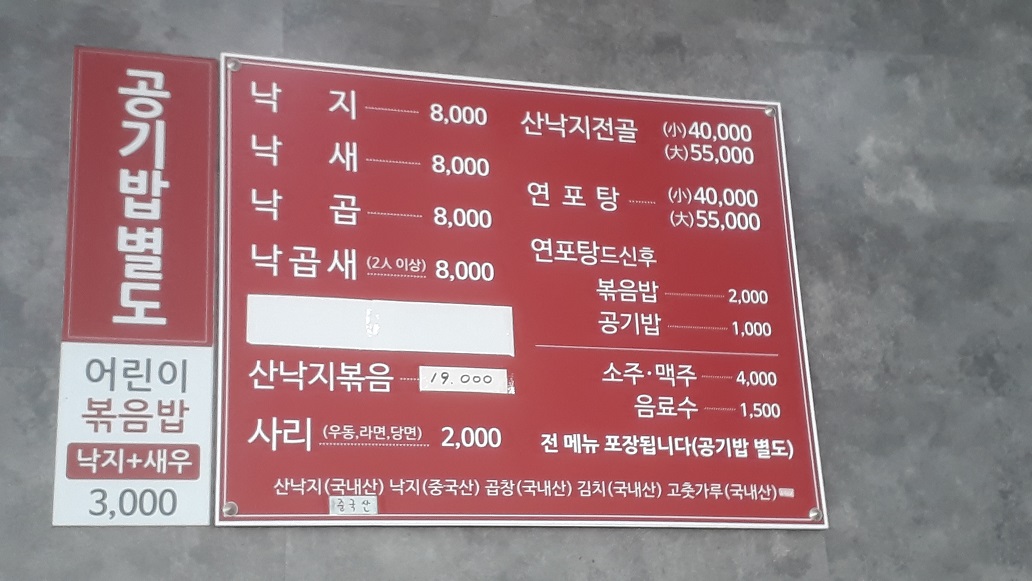 공기밥별도
어린이
볶음밥
낙지+새우
3,000
낙 지 8,000
낙 새 8,000
낙 곱 8,000
낙곱새 (2人 이상) 8,000
산낙지볶음 19.000
사리 (우동,라면,당면) 2,000
산낙지전골 (小)40,000
(大)55,000
연포탕 (小)40,000
(大)55,000
연포탕드신후
볶음밥 2,000
공기밥 1,000
소주·맥주 4,000
음료수 1,500
전 메뉴 포장됩니다(공기밥 별도)
산낙지(국내산) 낙지(중국산) 곱창(국내산) 김치(국내산) 고춧가루(국내산)
중국산